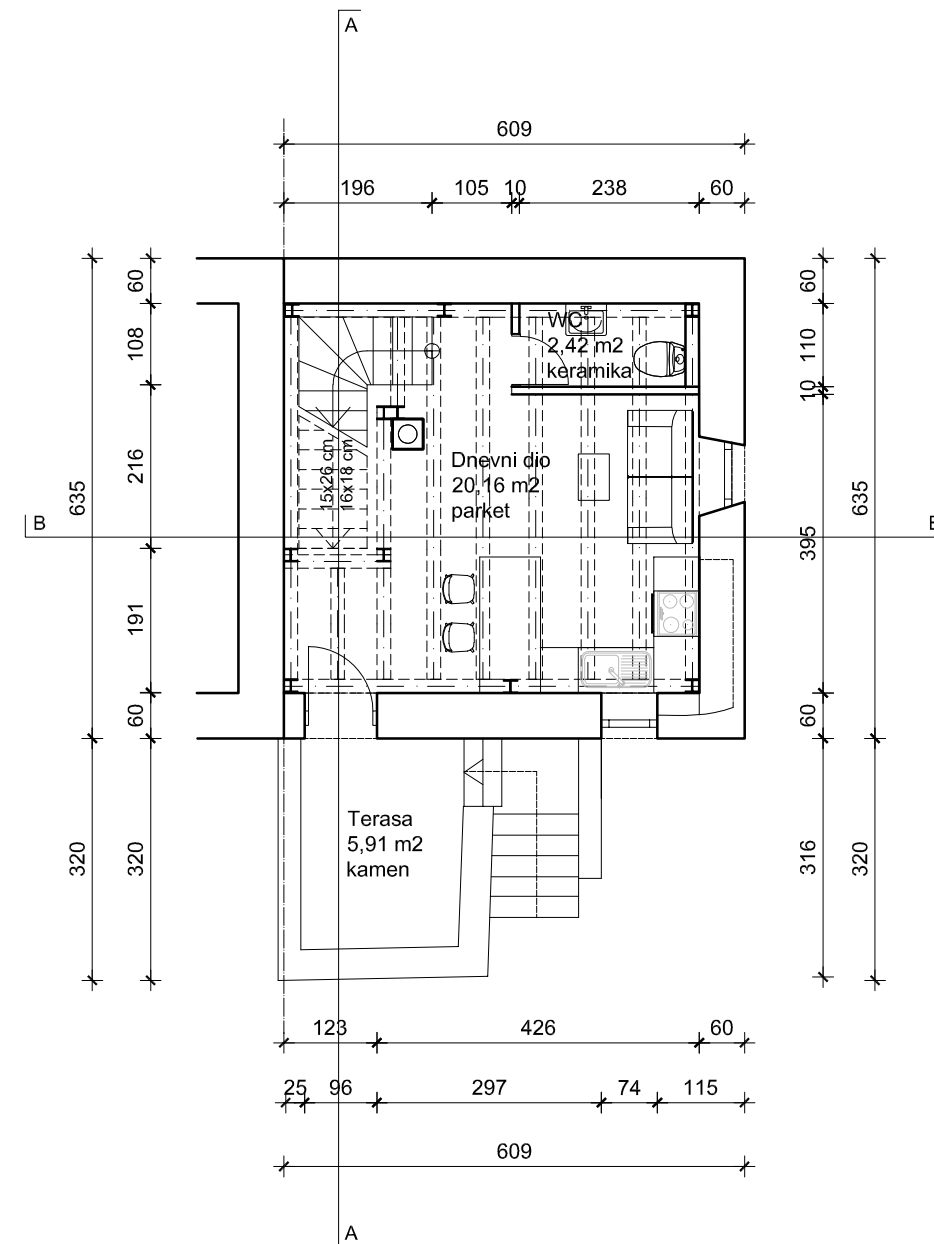 A
609
196 105 10 238 60
60
108
216
635
191
60
320
320
60
110
10
395
635
60
316
320
WC
2,42 m2
keramika
Dnevni dio
20,16 m2
parket
15x26 cm
16x18 cm
B
B
Terasa
5,91 m2
kamen
123 426 60
25 96 297 74 115
609
A